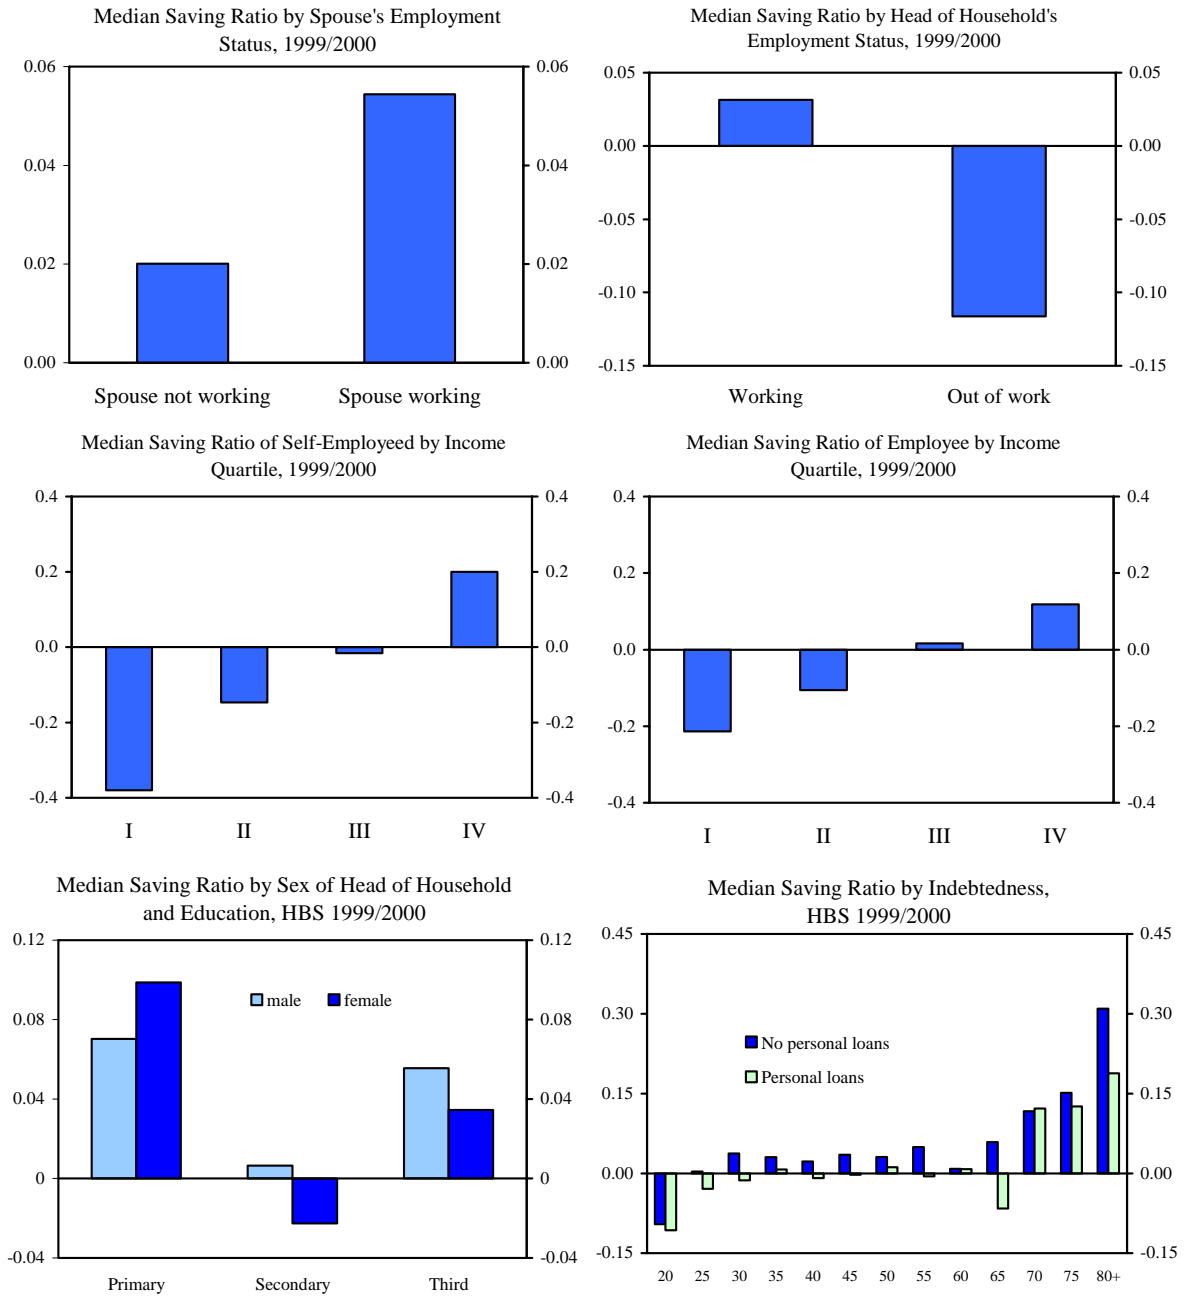 Median Saving Ratio by Spouse's Employment
Status, 1999/2000
0.06
0.04
0.02
0.00
0.06
0.04
0.02
0.00
Spouse not working
Spouse working
Median Saving Ratio by Head of Household's
Employment Status, 1999/2000
0.05
0.00
-0.05
-0.10
-0.15
0.05
0.00
-0.05
-0.10
-0.15
Working
Out of work
Median Saving Ratio of Self-Employeed by Income
Quartile, 1999/2000
0.4
0.2
0.0
-0.2
-0.4
0.4
0.2
0.0
-0.2
-0.4
I II III IV
Median Saving Ratio of Employee by Income
Quartile, 1999/2000
0.4
0.2
0.0
-0.2
-0.4
0.4
0.2
0.0
-0.2
-0.4
I II III IV
Median Saving Ratio by Sex of Head of Household
and Education, HBS 1999/2000
0.12
0.08
0.04
0
-0.04
male female
0.12
0.08
0.04
0
-0.04
Primary Secondary Third
Median Saving Ratio by Indebtedness,
HBS 1999/2000
0.45
0.30
0.15
0.00
-0.15
No personal loans
Personal loans
0.45
0.30
0.15
0.00
-0.15
20 25 30 35 40 45 50 55 60 65 70 75 80+